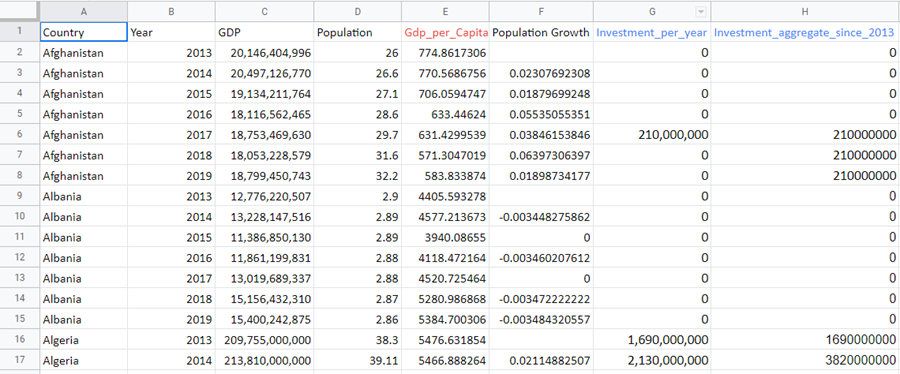 A B C D E F G H
1 Country Year GDP Population Gdp_per_Capita Population Growth Investment_per_year Investment_aggregate_since_2013
2 Afghanistan 2013 20,146,404,996 26 774.8617306 0 0
3 Afghanistan 2014 20,497,126,770 26.6 770.5686756 0.02307692308 0 0
4 Afghanistan 2015 19,134,211,764 27.1 706.0594747 0.01879699248 0 0
5 Afghanistan 2016 18,116,562,465 28.6 633.44624 0.05535055351 0 0
6 Afghanistan 2017 18,753,469,630 29.7 631.4299539 0.03846153846 210,000,000 210000000
7 Afghanistan 2018 18,053,228,579 31.6 571.3047019 0.06397306397 0 210000000
8 Afghanistan 2019 18,799,450,743 32.2 583.833874 0.01898734177 0 210000000
9 Albania 2013 12,776,220,507 2.9 4405.593278 0 0
10 Albania 2014 13,228,147,516 2.89 4577.213673 -0.003448275862 0 0
11 Albania 2015 11,386,850,130 2.89 3940.08655 0 0 0
12 Albania 2016 11,861,199,831 2.88 4118.472164 -0.003460207612 0 0
13 Albania 2017 13,019,689,337 2.88 4520.725464 0 0 0
14 Albania 2018 15,156,432,310 2.87 5280.986868 -0.003472222222 0 0
15 Albania 2019 15,400,242,875 2.86 5384.700306 -0.003484320557 0 0
16 Algeria 2013 209,755,000,000 38.3 5476.631854 1,690,000,000 1690000000
17 Algeria 2014 213,810,000,000 39.11 5466.888264 0.02114882507 2,130,000,000 3820000000